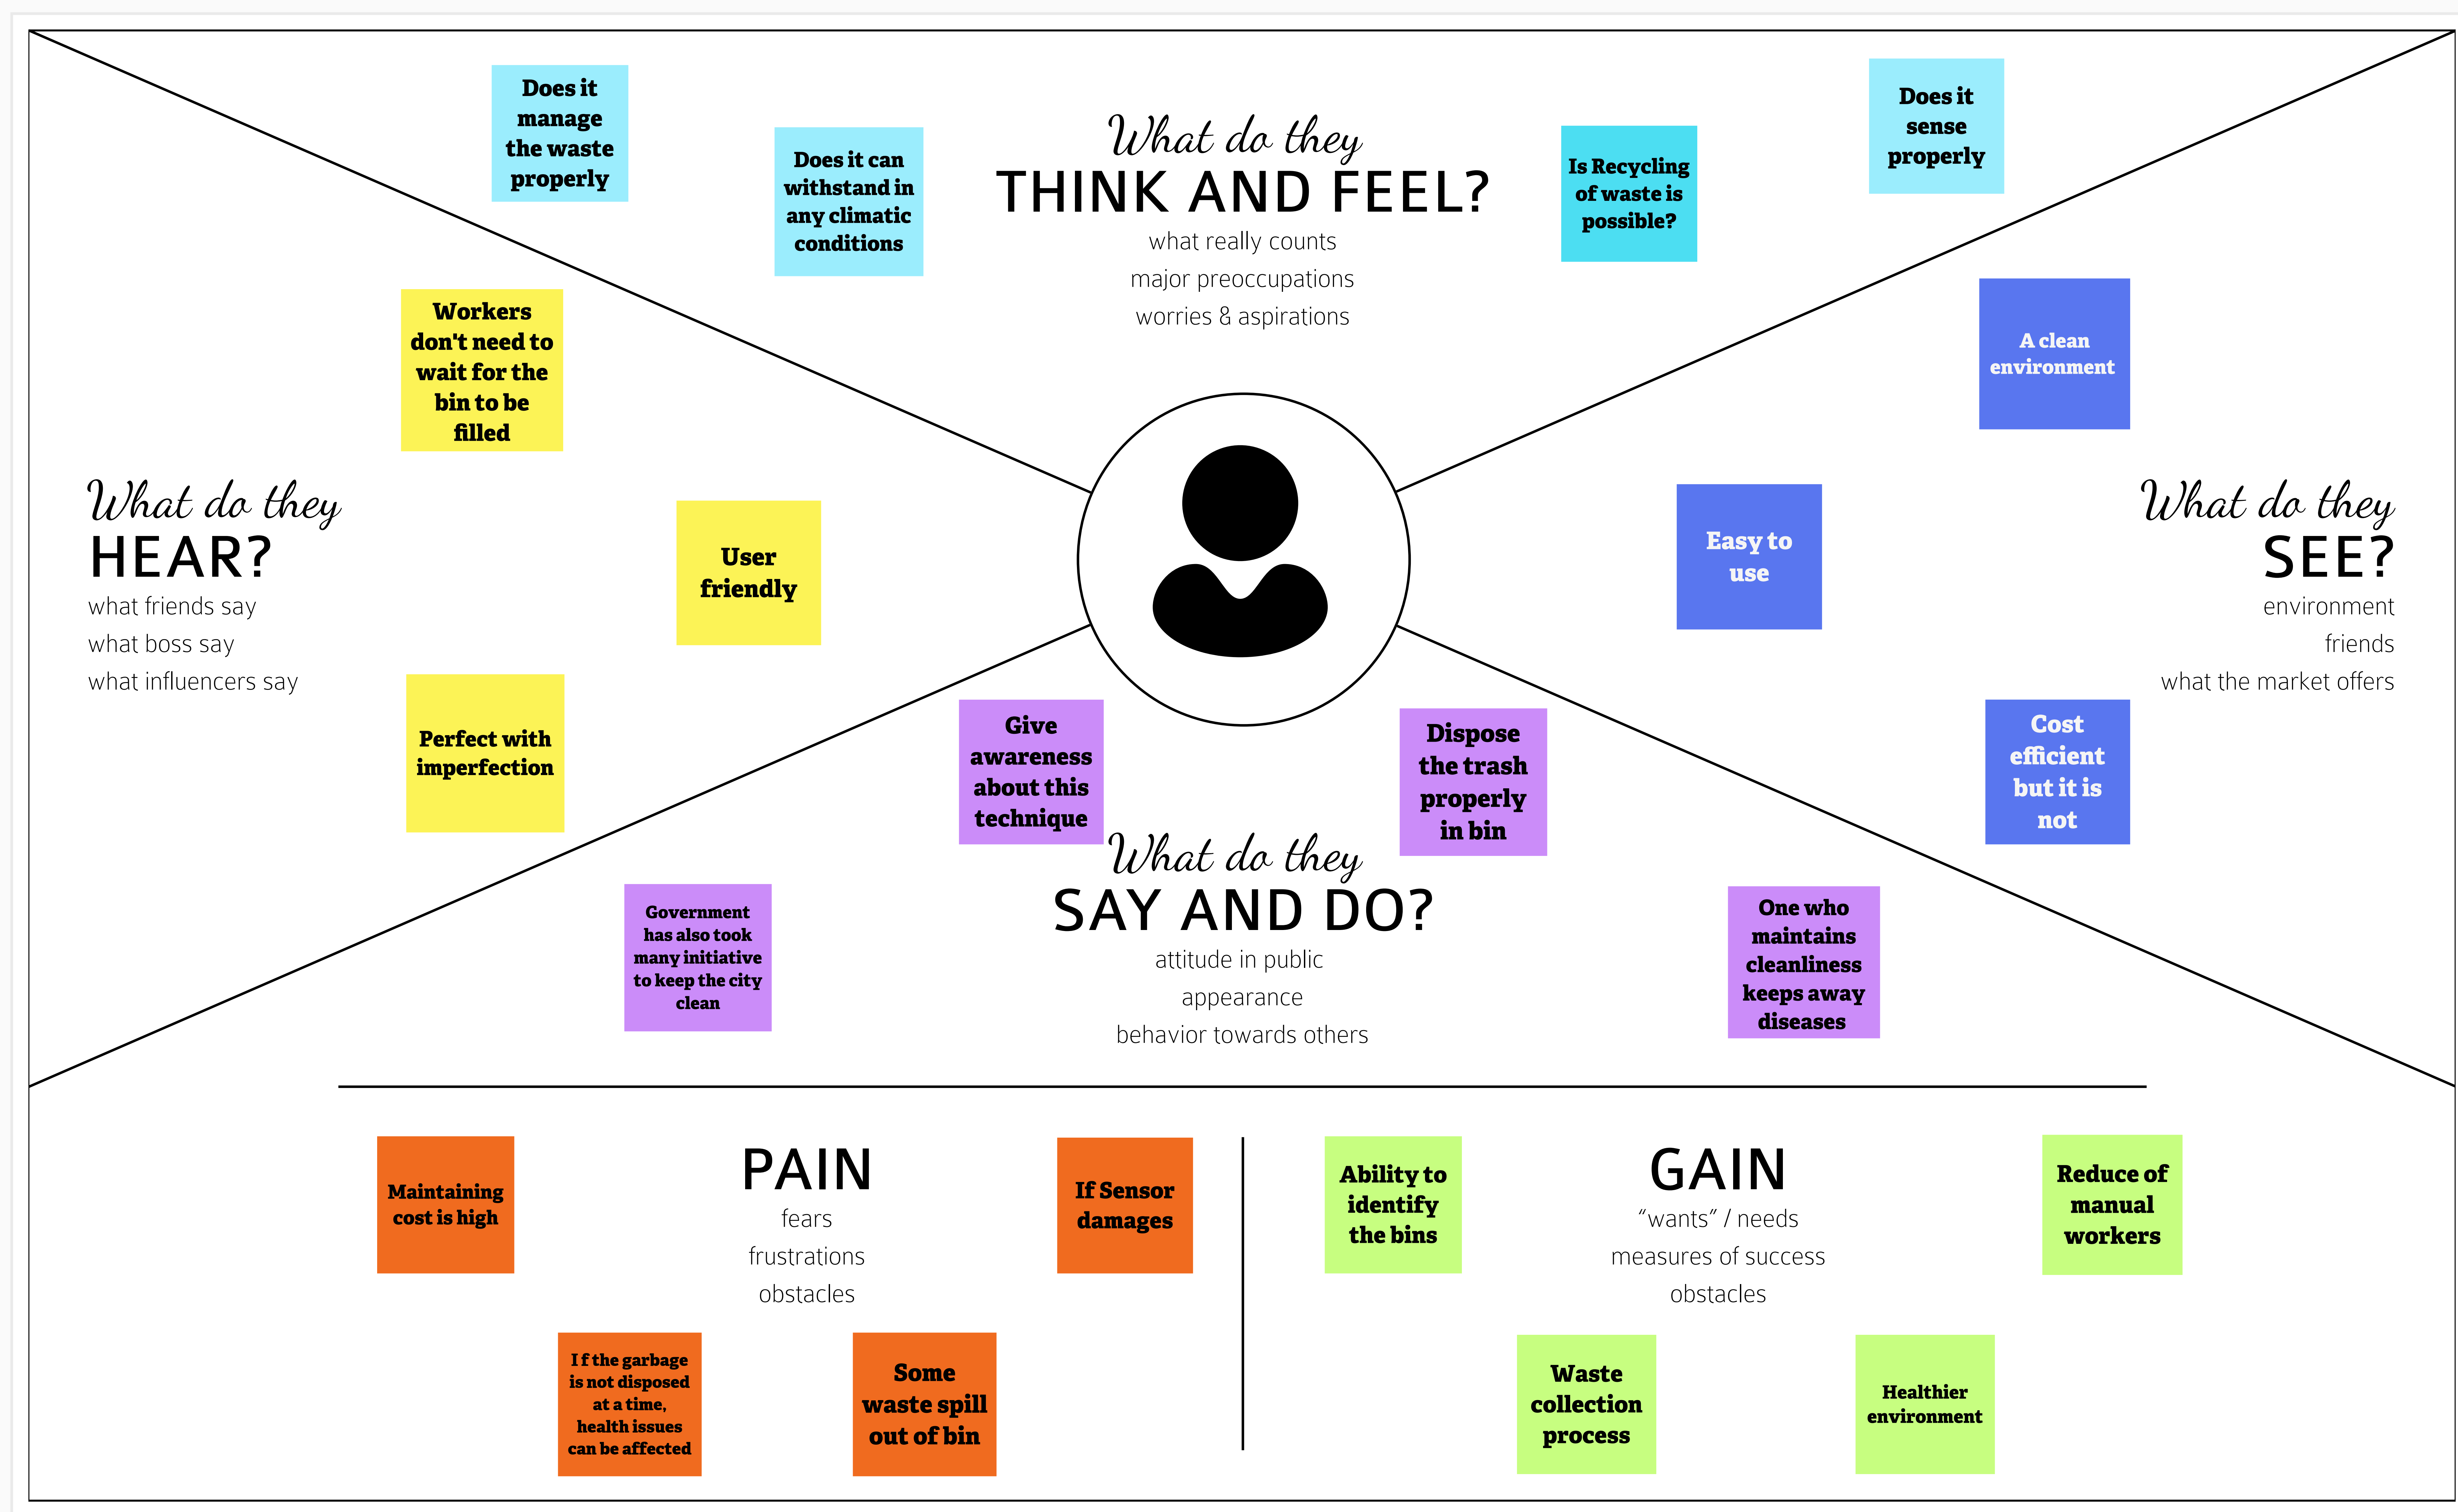 Does it
manage
the waste
properly
Does it can
withstand in
any climatic
conditions
What do they
THINK AND FEEL?
what really counts
major preoccupations
worries & aspirations
Is Recycling
of waste is
possible?
Does it
sense
properly
Workers
don't need to
wait for the
bin to be
filled
What do they
HEAR?
what friends say
what boss say
what influencers say
User
friendly
Perfect with
imperfection
A clean
environment
Easy to
use
What do they
SEE?
environment
friends
what the market offers
Cost
efficient
but it is
not
Give
awareness
about this
technique
Dispose
the trash
properly
in bin
What do they
SAY AND DO?
attitude in public
appearance
behavior towards others
Government
has also took
many initiative
to keep the city
clean
One who
maintains
cleanliness
keeps away
diseases
Maintaining
cost is high
PAIN
fears
frustrations
obstacles
If Sensor
damages
I f the garbage
is not disposed
at a time,
health issues
can be affected
Some
waste spill
out of bin
Ability to
identify
the bins
GAIN
“wants” / needs
measures of success
obstacles
Reduce of
manual
workers
Waste
collection
process
Healthier
environment